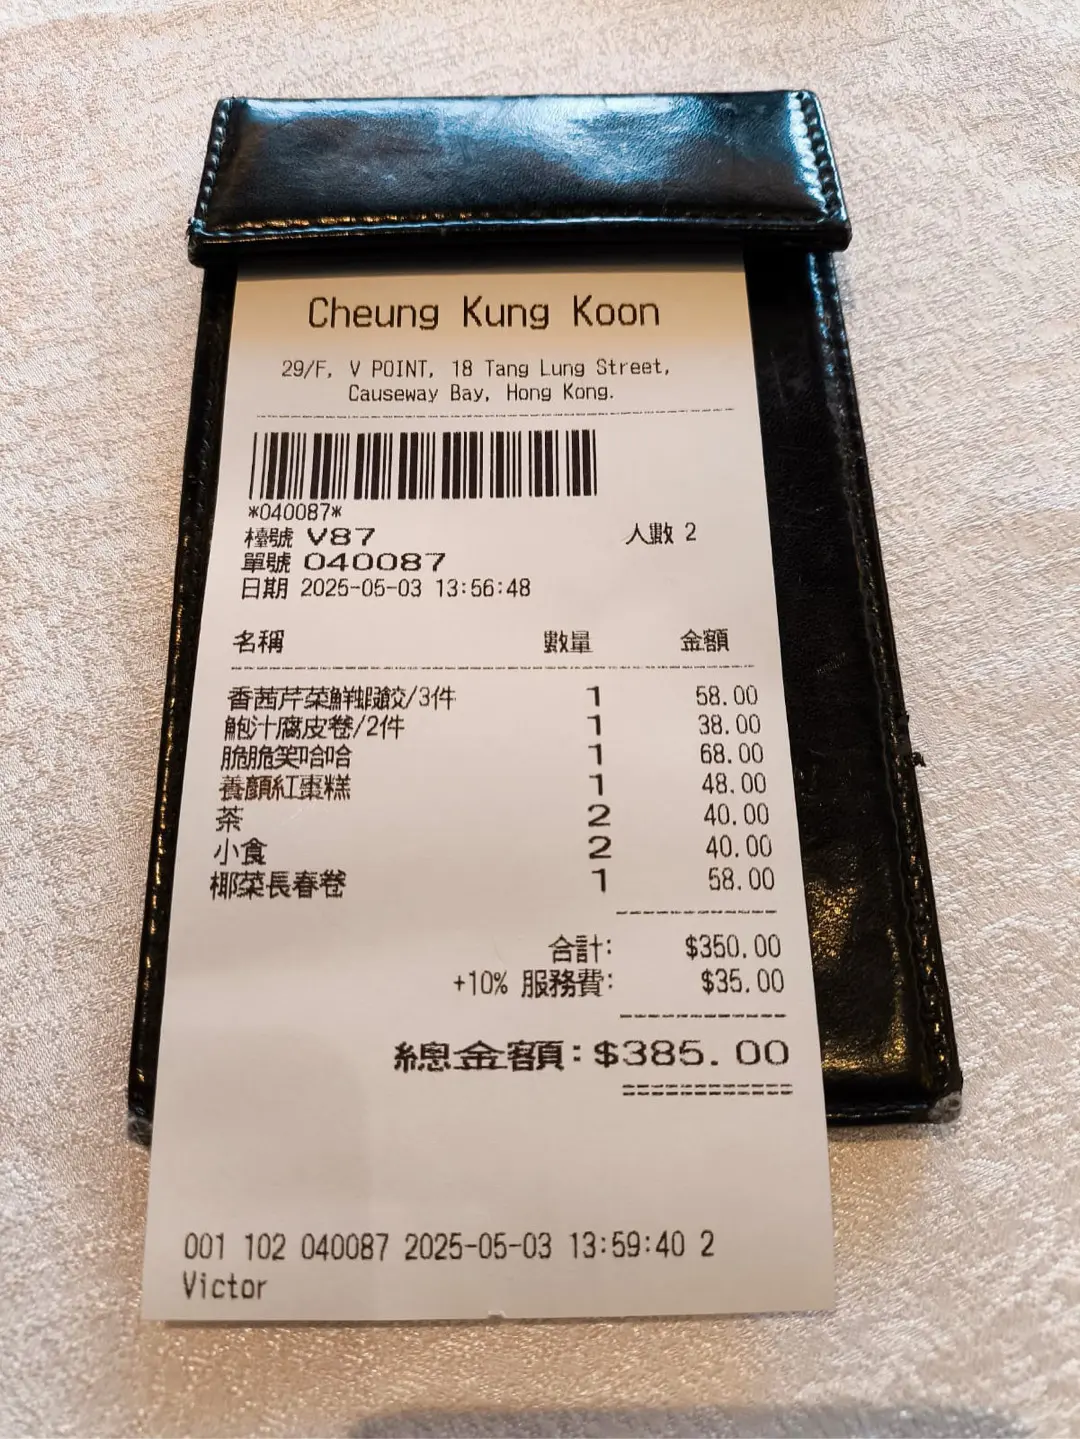 Cheung Kung Koon
29/F, V POINT, 18 Tang Lung Street,
Causeway Bay, Hong Kong.
*040087*
檯號 V87 人數 2
單號 040087
日期 2025-05-03 13:56:48
名稱 數量 金額
香茜芹菜鮮蝦餃/3件 1 58.00
鮑汁腐皮卷/2件 1 38.00
脆脆笑哈哈 1 68.00
養顏紅棗糕 1 48.00
茶 2 40.00
小食 2 40.00
椰菜長春卷 1 58.00
合計: $350.00
+10% 服務費: $35.00
總金額: $385.00
001 102 040087 2025-05-03 13:59:40 2
Victor